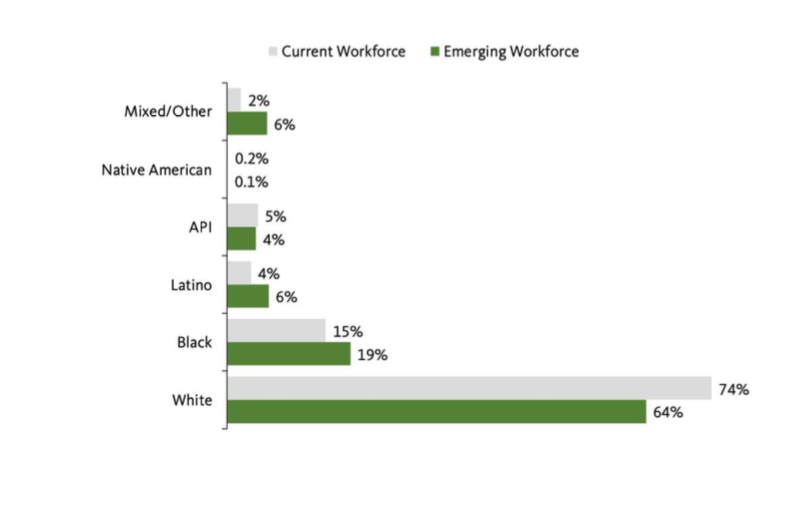 Current Workforce Emerging Workforce
Mixed/Other 2%
6%
Native American 0.2%
0.1%
API 5%
4%
Latino 4%
6%
Black 15%
19%
White 74%
64%